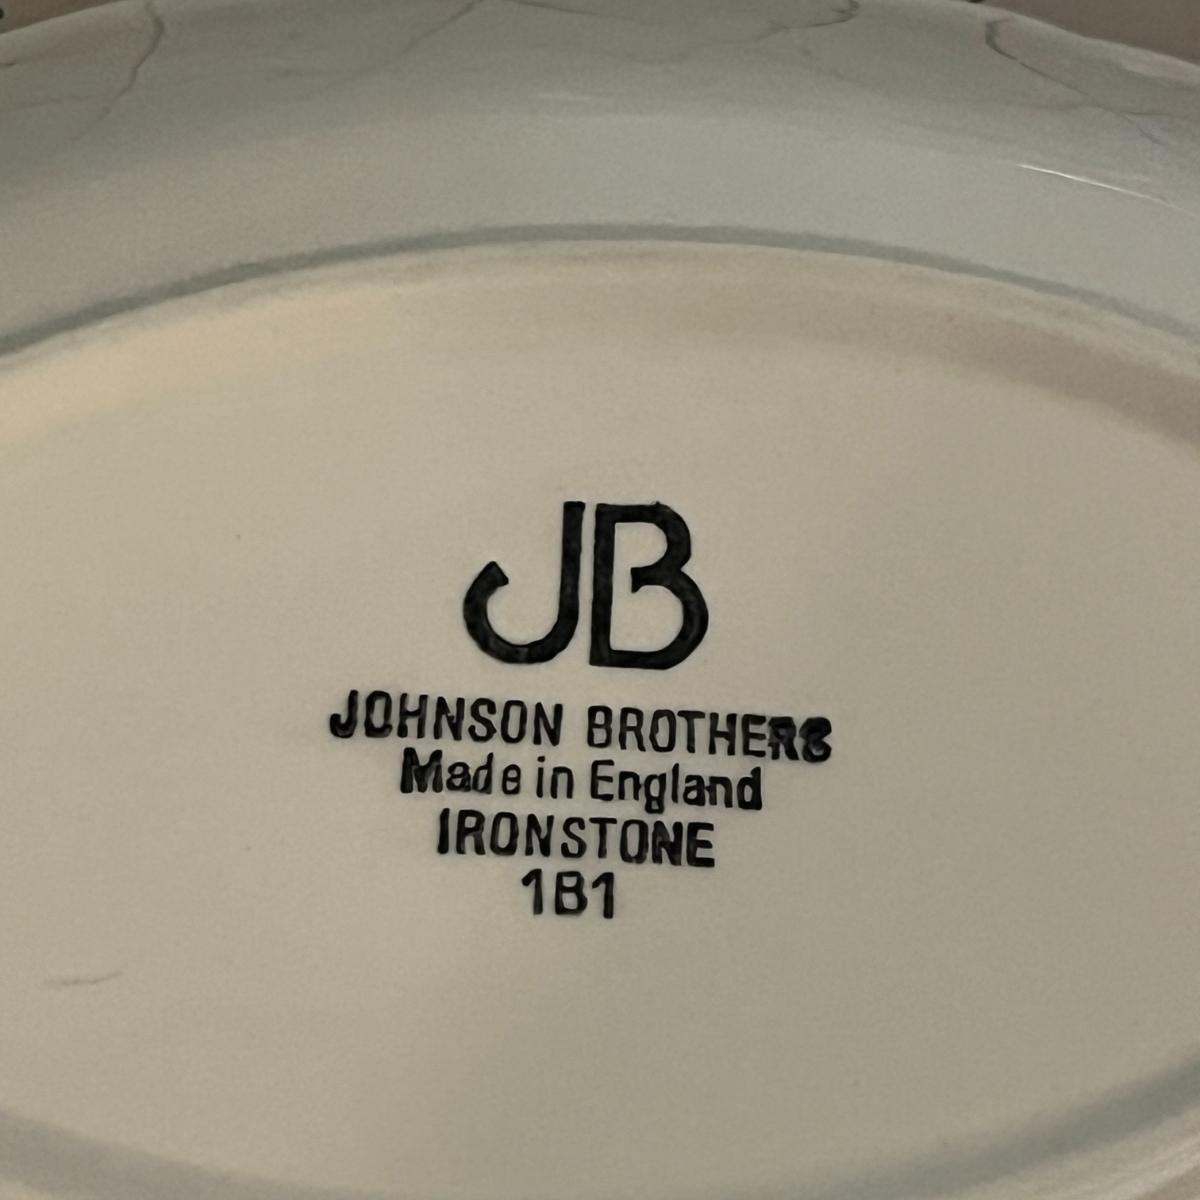 JB
JOHNSON BROTHERS
Made in England
IRONSTONE
1B1